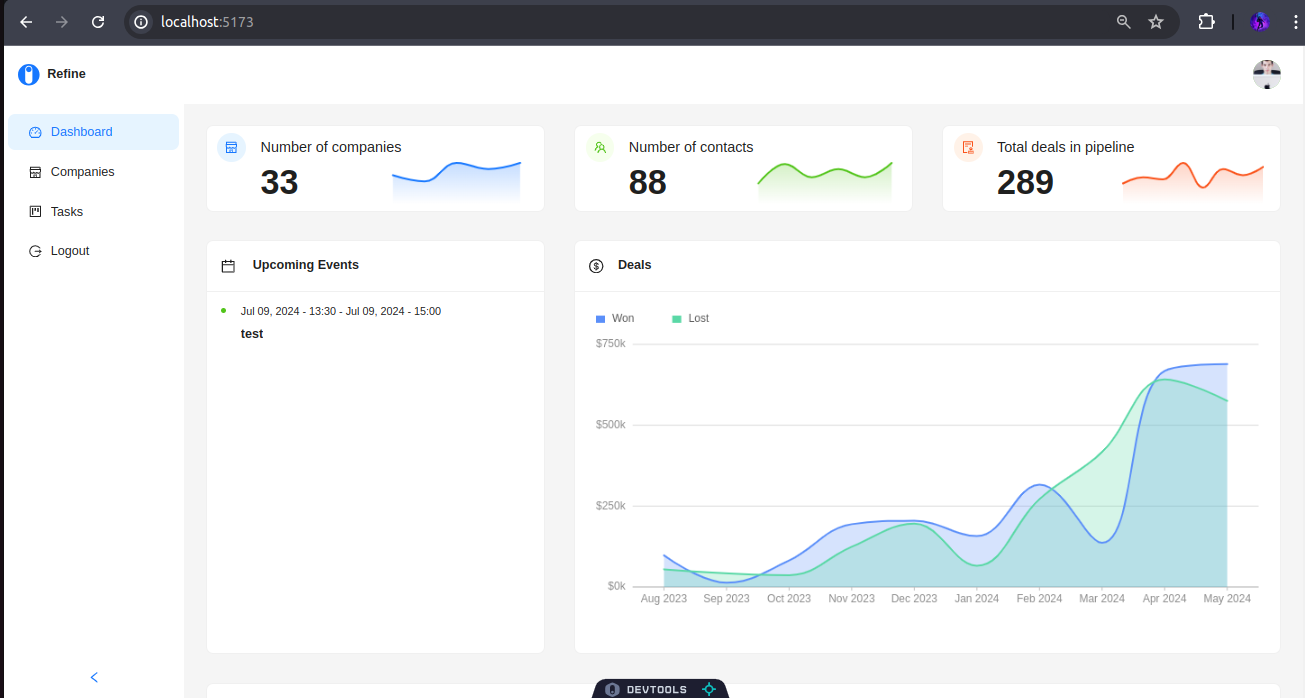 localhost:5173
Refine
Dashboard
Companies
Tasks
Logout
Number of companies
33
Number of contacts
88
Total deals in pipeline
289
Upcoming Events
Jul 09, 2024 - 13:30 - Jul 09, 2024 - 15:00
test
Deals
Won Lost
$750k
$500k
$250k
$0k
Aug 2023 Sep 2023 Oct 2023 Nov 2023 Dec 2023 Jan 2024 Feb 2024 Mar 2024 Apr 2024 May 2024
DEVTOOLS